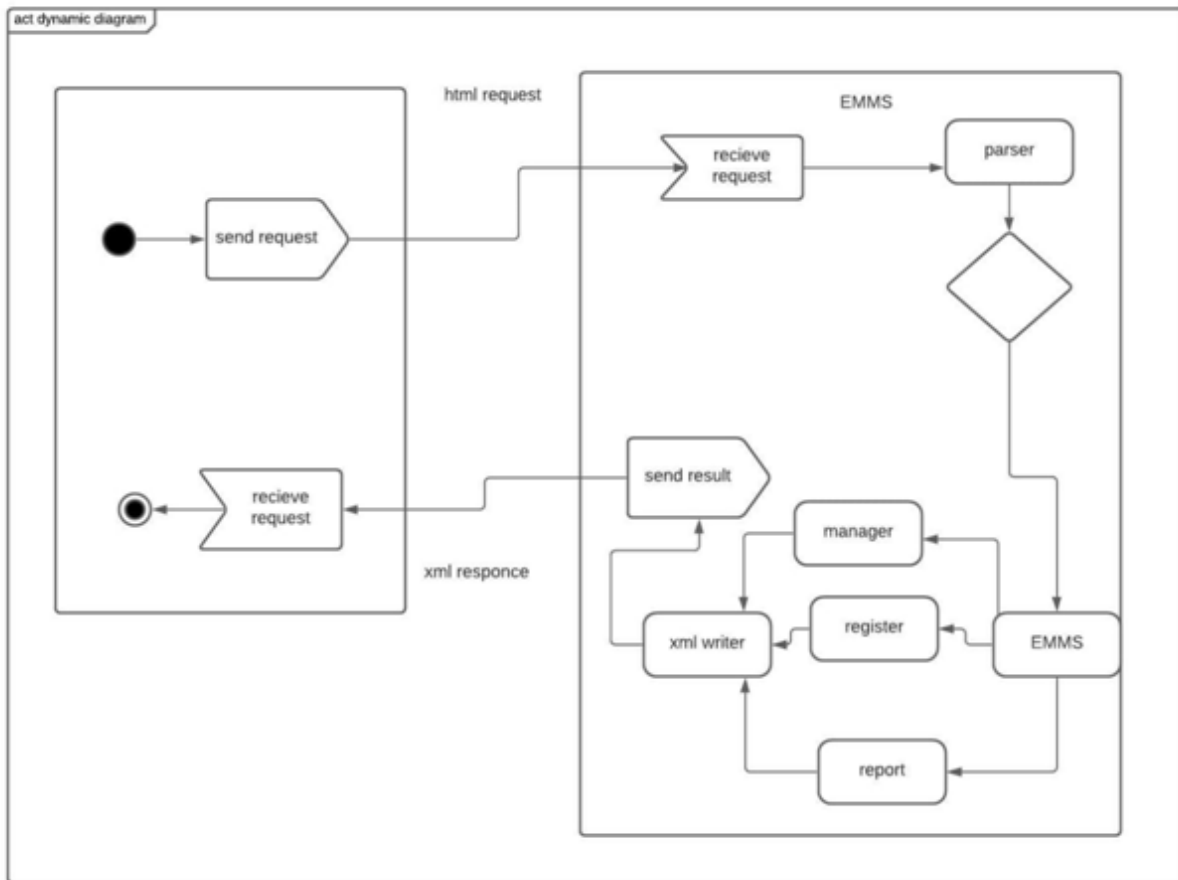 act dynamic diagram
html request
EMMS
recieve
request
parser
send request
send result
recieve
request
manager
xml responce
register
xml writer
EMMS
report